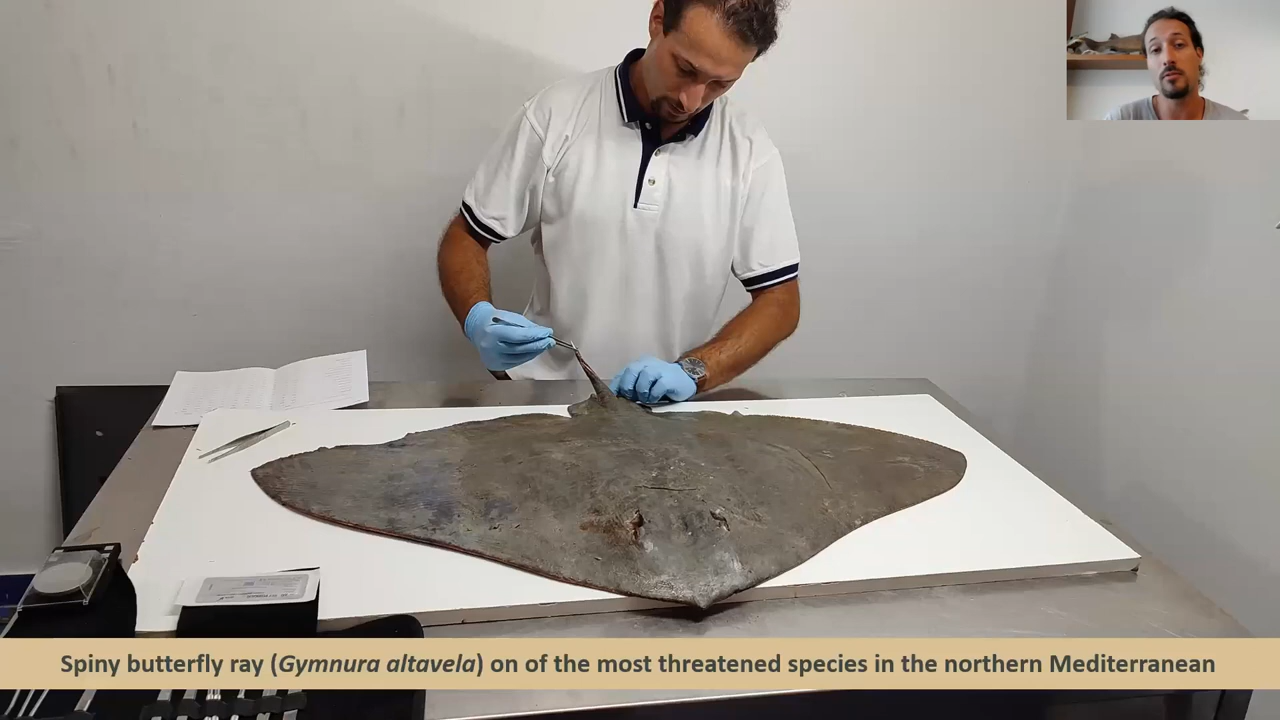 Spiny butterfly ray (Gymnura altavela) on of the most threatened species in the northern Mediterranean